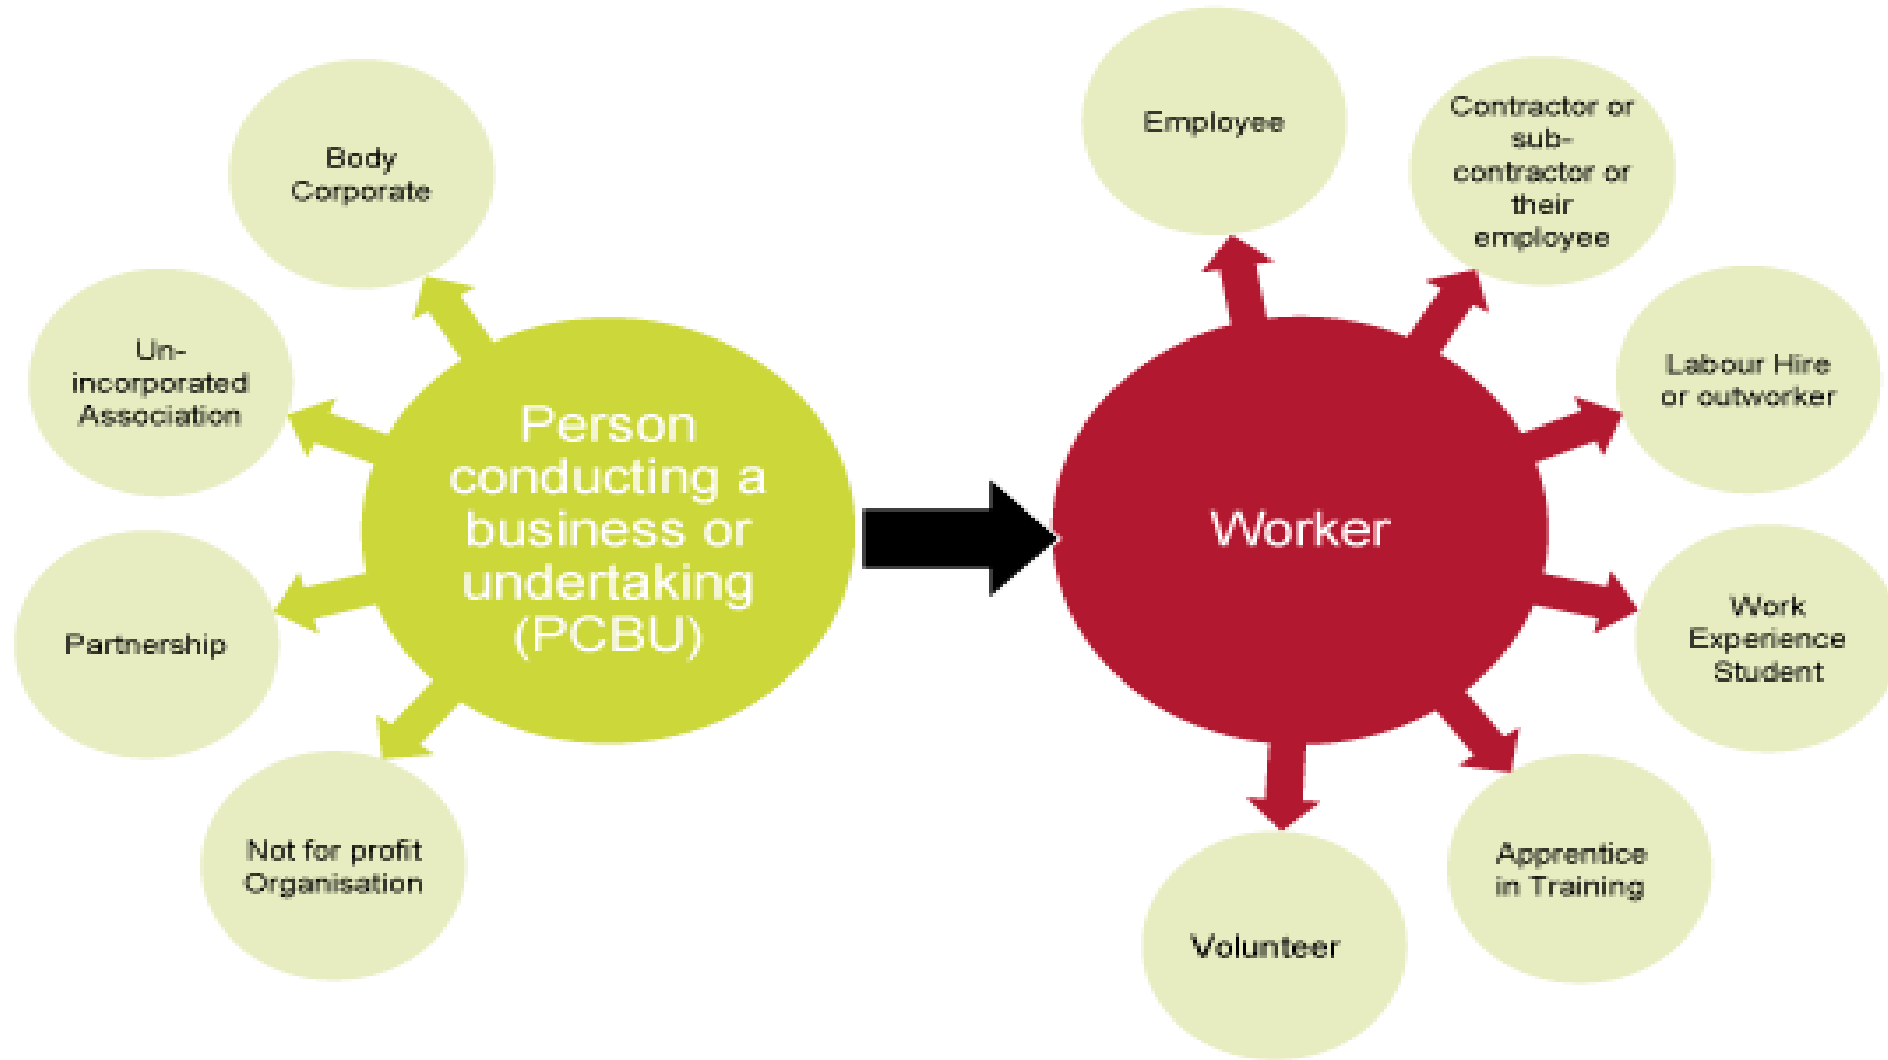 Body
Corporate
Un-
incorporated
Association
Partnership
Not for profit
Organisation
Person
conducting a
business or
undertaking
(PCBU)
Worker
Employee
Contractor or
sub-
contractor or
their
employee
Labour Hire
or outworker
Work
Experience
Student
Apprentice
in Training
Volunteer